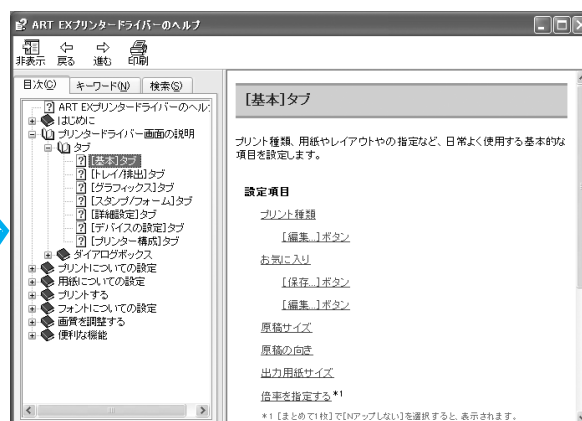 ART EXプリンタードライバーのヘルプ
非表示 戻る 進む 印刷
目次(C) キーワード(N) 検索(S)
ART EXプリンタードライバーのヘル
はじめに
プリンタードライバー画面の説明
タブ
[基本]タブ
[トレイ/排出]タブ
[グラフィックス]タブ
[スタンプ/フォーム]タブ
[詳細設定]タブ
[デバイスの設定]タブ
[プリンター構成]タブ
ダイアログボックス
プリントについての設定
用紙についての設定
プリントする
フォントについての設定
画質を調整する
便利な機能
[基本]タブ
プリント種類、用紙やレイアウトやの指定など、日常よく使用する基本的な
項目を設定します。
設定項目
プリント種類
[編集...]ボタン
お気に入り
[保存...]ボタン
[編集...]ボタン
原稿サイズ
原稿の向き
出力用紙サイズ
倍率を指定する*1
*1 [まとめて1枚]で[Nアップしない]を選択すると、表示されます。